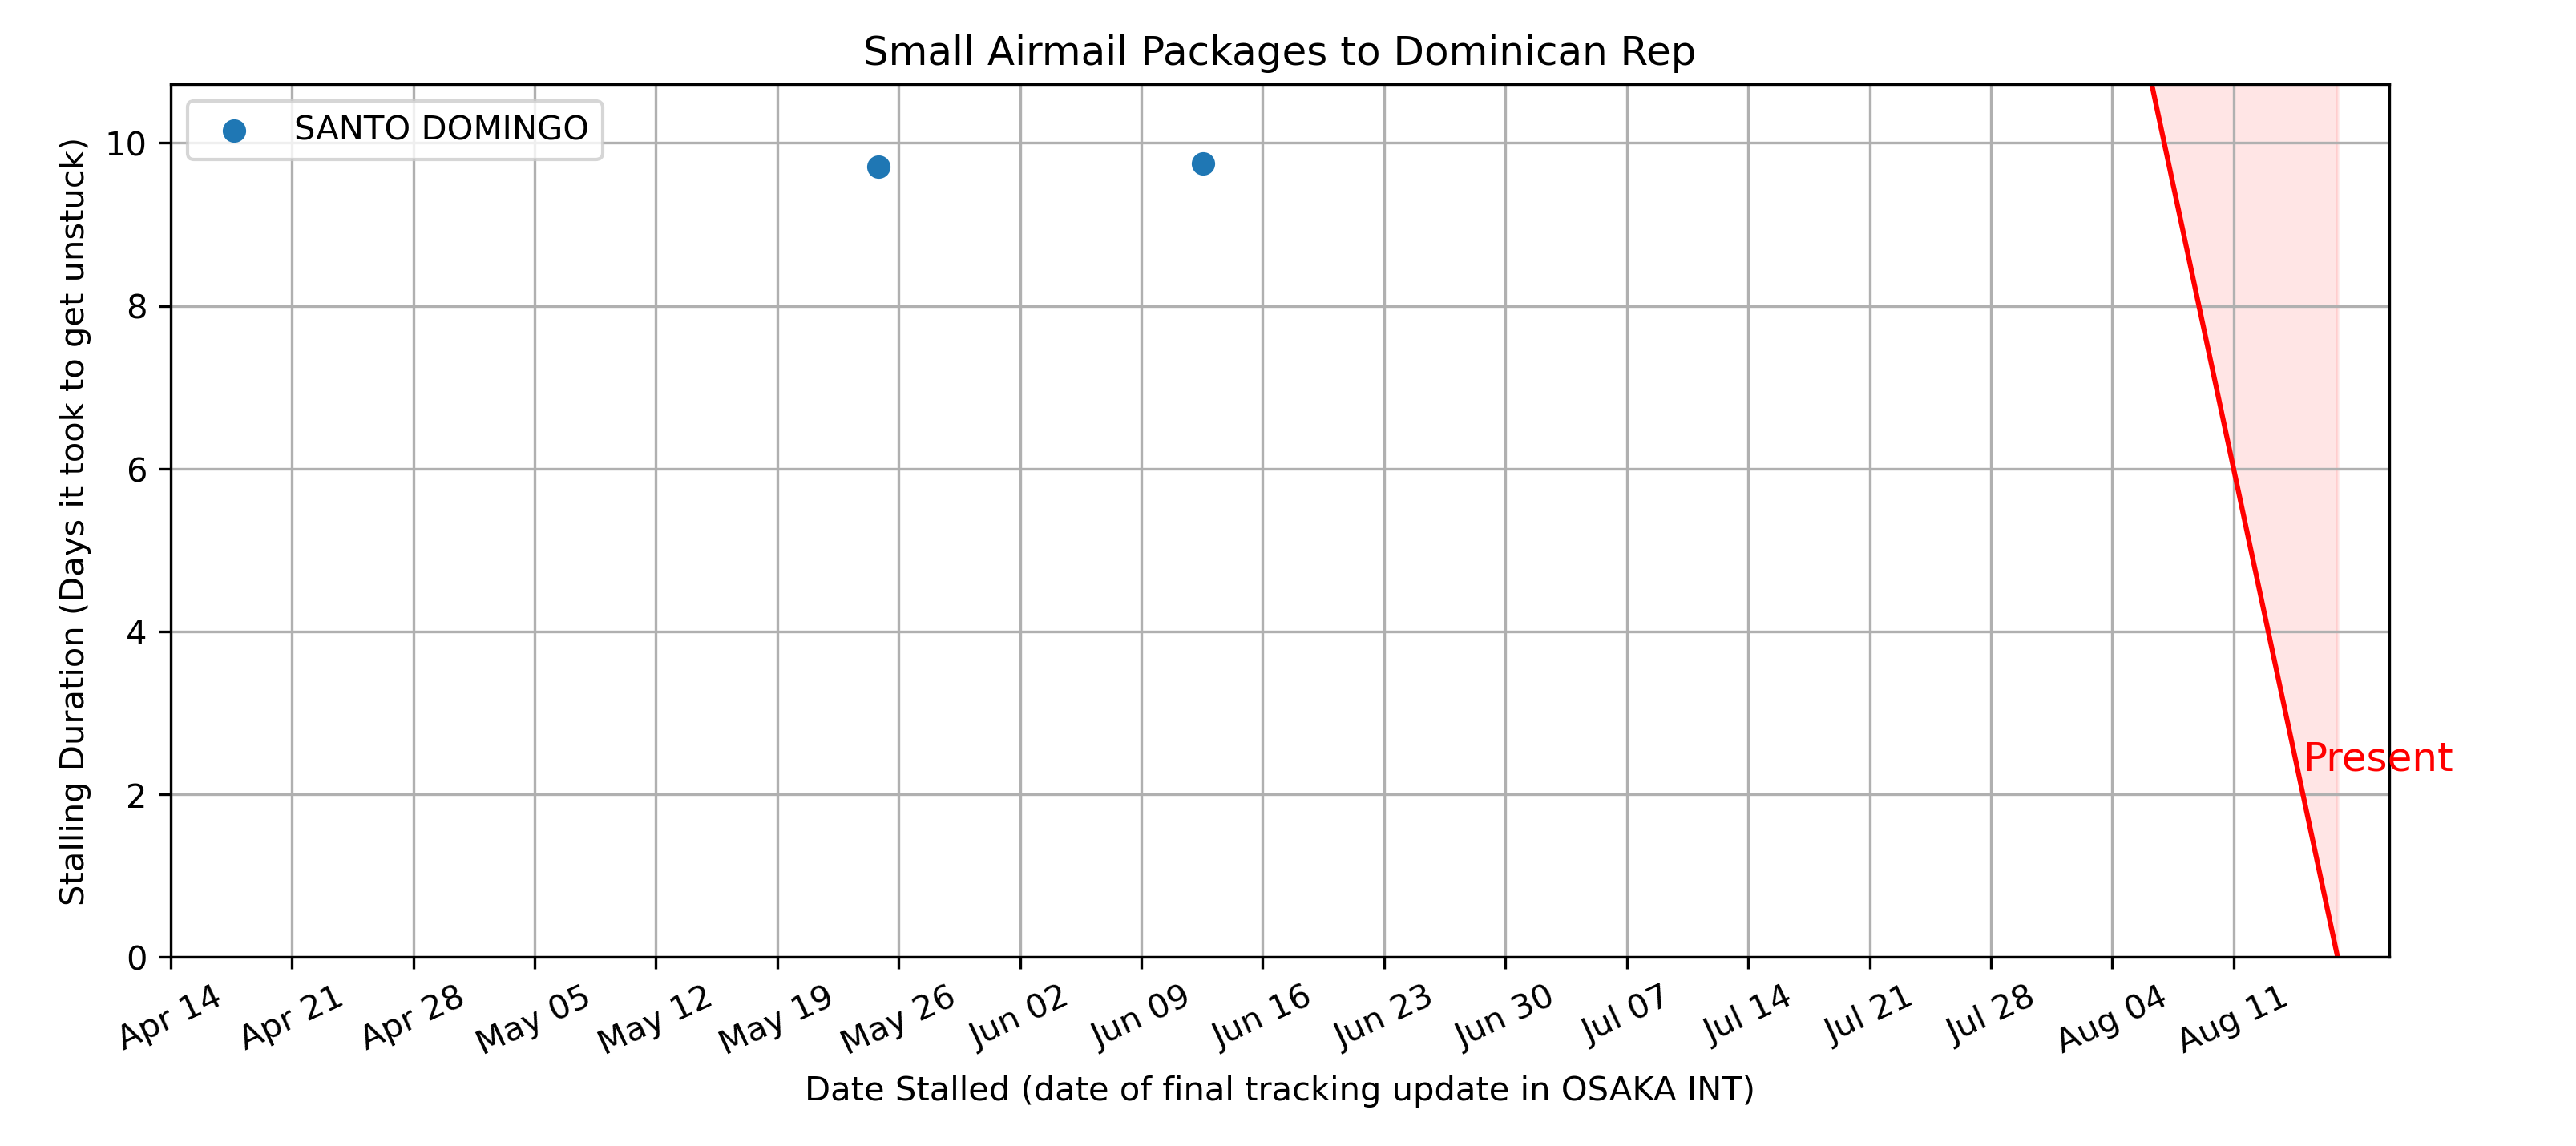 Small Airmail Packages to Dominican Rep
SANTO DOMINGO
Stalling Duration (Days it took to get unstuck)
10
8
6
4
2
0
Present
Apr 14
Apr 21
Apr 28
May 05
May 12
May 19
May 26
Jun 02
Jun 09
Jun 16
Jun 23
Jun 30
Jul 07
Jul 14
Jul 21
Jul 28
Aug 04
Aug 11
Date Stalled (date of final tracking update in OSAKA INT)